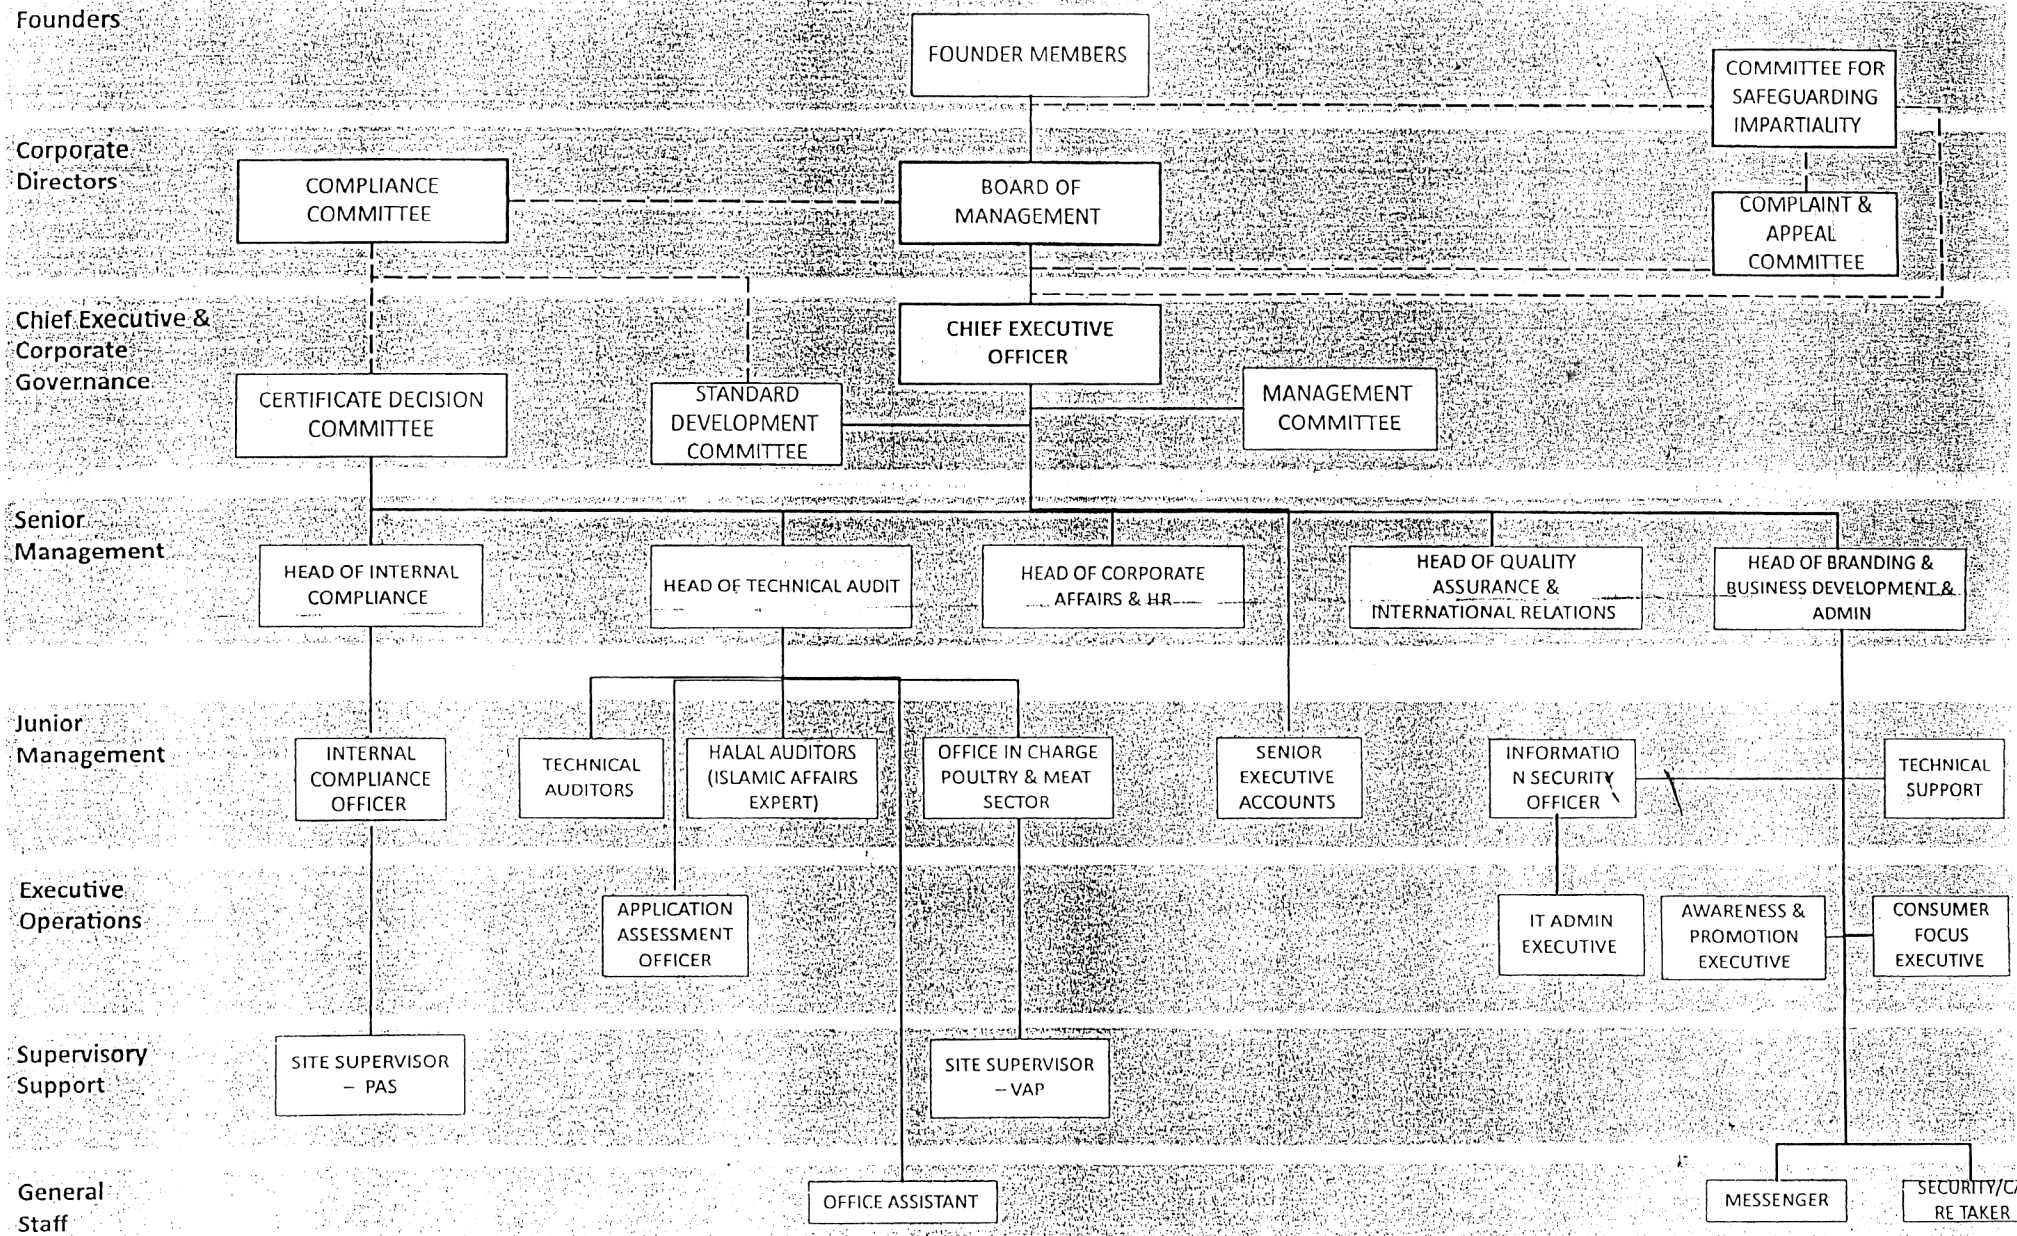 Founders
FOUNDER MEMBERS
COMMITTEE FOR
SAFEGUARDING
IMPARTIALITY
Corporate
Directors
COMPLIANCE
COMMITTEE
BOARD OF
MANAGEMENT
COMPLAINT &
APPEAL
COMMITTEE
Chief Executive &
Corporate
Governance
CHIEF EXECUTIVE
OFFICER
CERTIFICATE DECISION
COMMITTEE
STANDARD
DEVELOPMENT
COMMITTEE
MANAGEMENT
COMMITTEE
Senior
Management
HEAD OF INTERNAL
COMPLIANCE
HEAD OF TECHNICAL AUDIT
HEAD OF CORPORATE
AFFAIRS & HR
HEAD OF QUALITY
ASSURANCE &
INTERNATIONAL RELATIONS
HEAD OF BRANDING &
BUSINESS DEVELOPMENT &
ADMIN
Junior
Management
INTERNAL
COMPLIANCE
OFFICER
TECHNICAL
AUDITORS
HALAL AUDITORS
(ISLAMIC AFFAIRS
EXPERT)
OFFICE IN CHARGE
POULTRY & MEAT
SECTOR
SENIOR
EXECUTIVE
ACCOUNTS
INFORMATIO
N SECURITY
OFFICER
TECHNICAL
SUPPORT
Executive
Operations
APPLICATION
ASSESSMENT
OFFICER
IT ADMIN
EXECUTIVE
AWARENESS &
PROMOTION
EXECUTIVE
CONSUMER
FOCUS
EXECUTIVE
Supervisory
Support
SITE SUPERVISOR
– PAS
SITE SUPERVISOR
– VAP
General
Staff
OFFICE ASSISTANT
MESSENGER
SECURITY/CA
RE TAKER